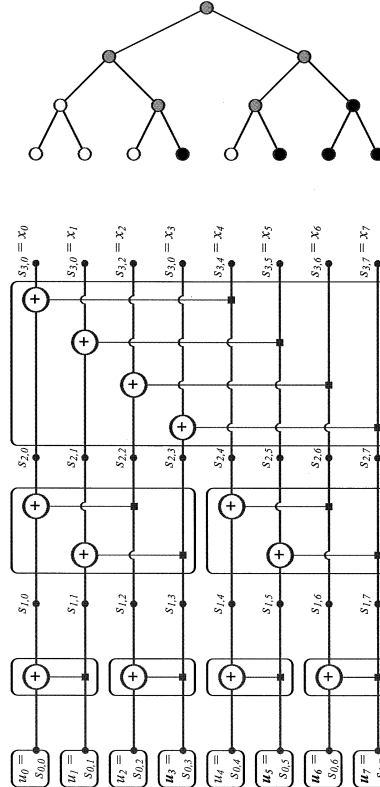 s3,0 = x0
s3,0 = x1
s3,2 = x2
s3,0 = x3
s3,4 = x4
s3,5 = x5
s3,6 = x6
s3,7 = x7
+
+
+
+
s2,0
s2,1
s2,2
s2,3
s2,4
s2,5
s2,6
s2,7
+
+
+
+
s1,0
s1,1
s1,2
s1,3
s1,4
s1,5
s1,6
s1,7
+
+
+
+
u0 =
s0,0
u1 =
s0,1
u2 =
s0,2
u3 =
s0,3
u4 =
s0,4
u5 =
s0,5
u6 =
s0,6
u7 =